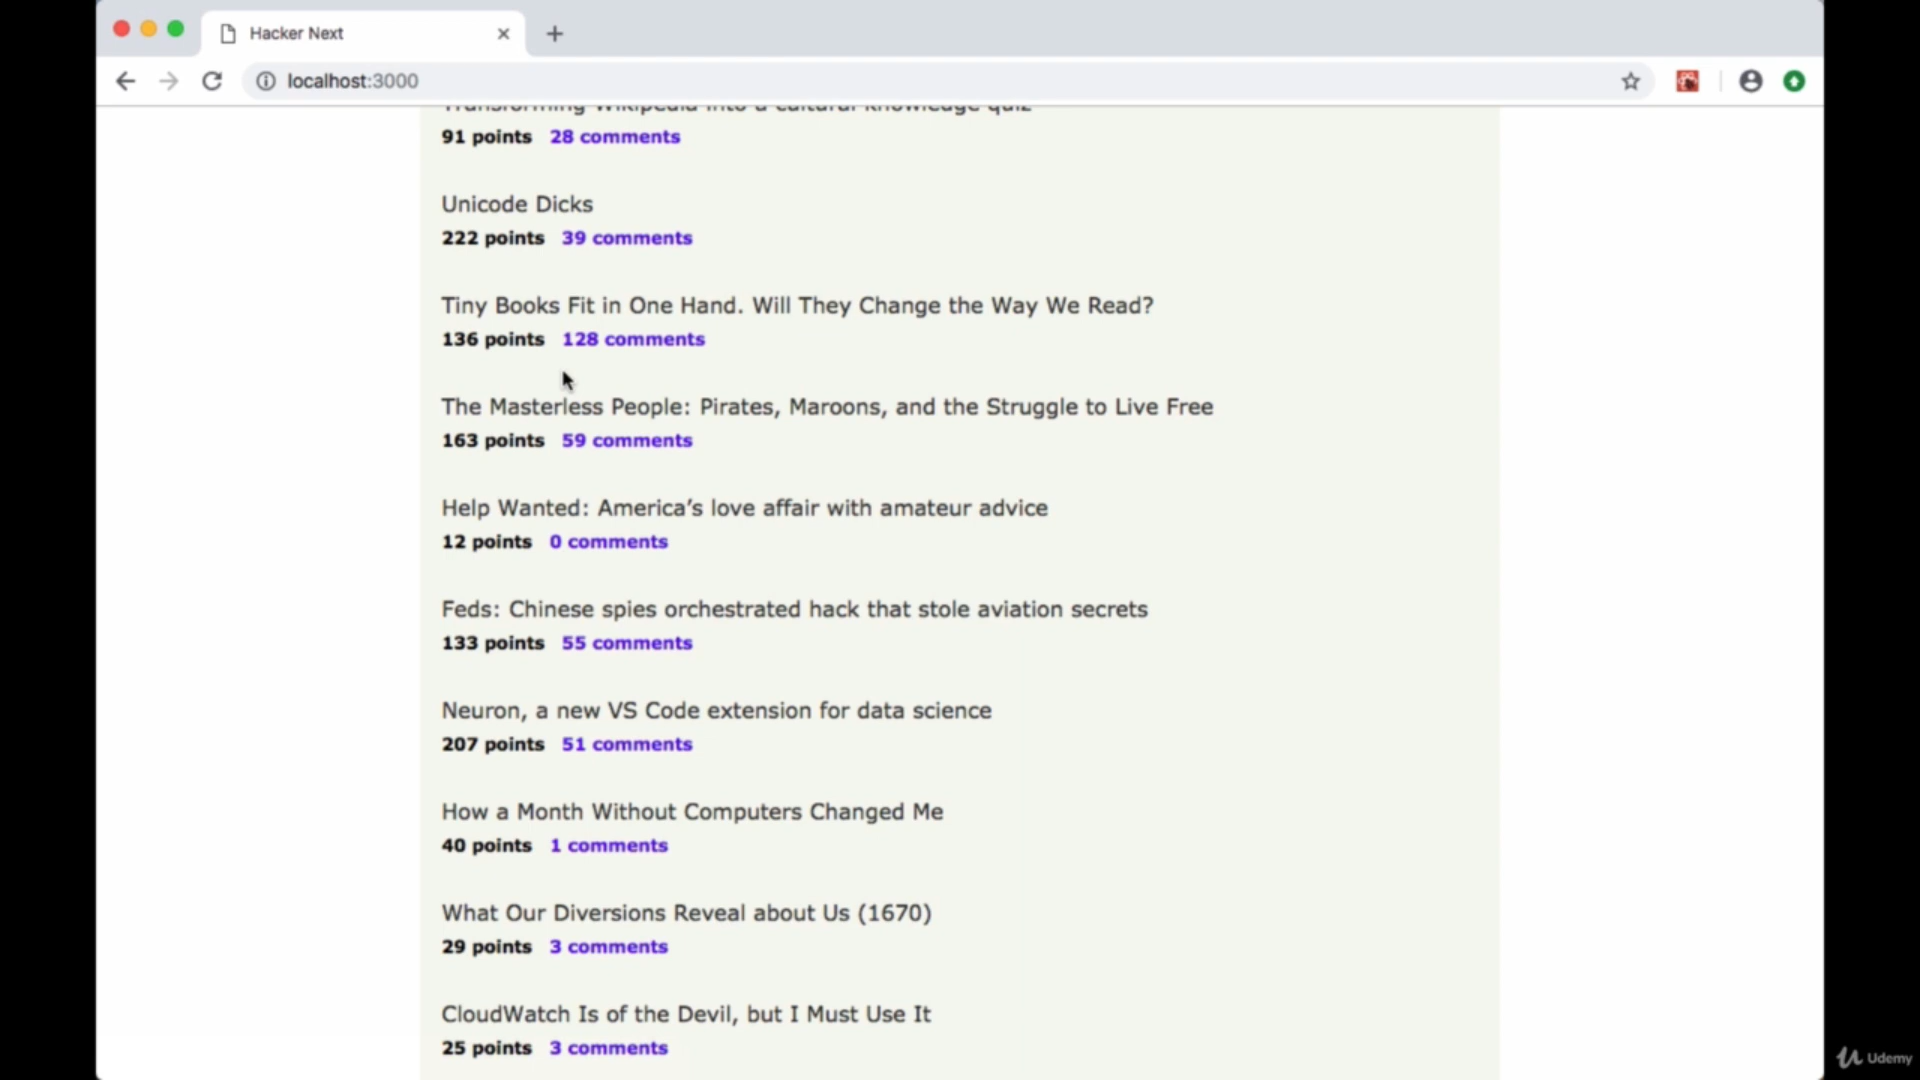 Hacker Next
localhost:3000
Transforming Wikipedia into a cultural knowledge quiz
91 points 28 comments
Unicode Dicks
222 points 39 comments
Tiny Books Fit in One Hand. Will They Change the Way We Read?
136 points 128 comments
The Masterless People: Pirates, Maroons, and the Struggle to Live Free
163 points 59 comments
Help Wanted: America’s love affair with amateur advice
12 points 0 comments
Feds: Chinese spies orchestrated hack that stole aviation secrets
133 points 55 comments
Neuron, a new VS Code extension for data science
207 points 51 comments
How a Month Without Computers Changed Me
40 points 1 comments
What Our Diversions Reveal about Us (1670)
29 points 3 comments
CloudWatch Is of the Devil, but I Must Use It
25 points 3 comments
Udemy